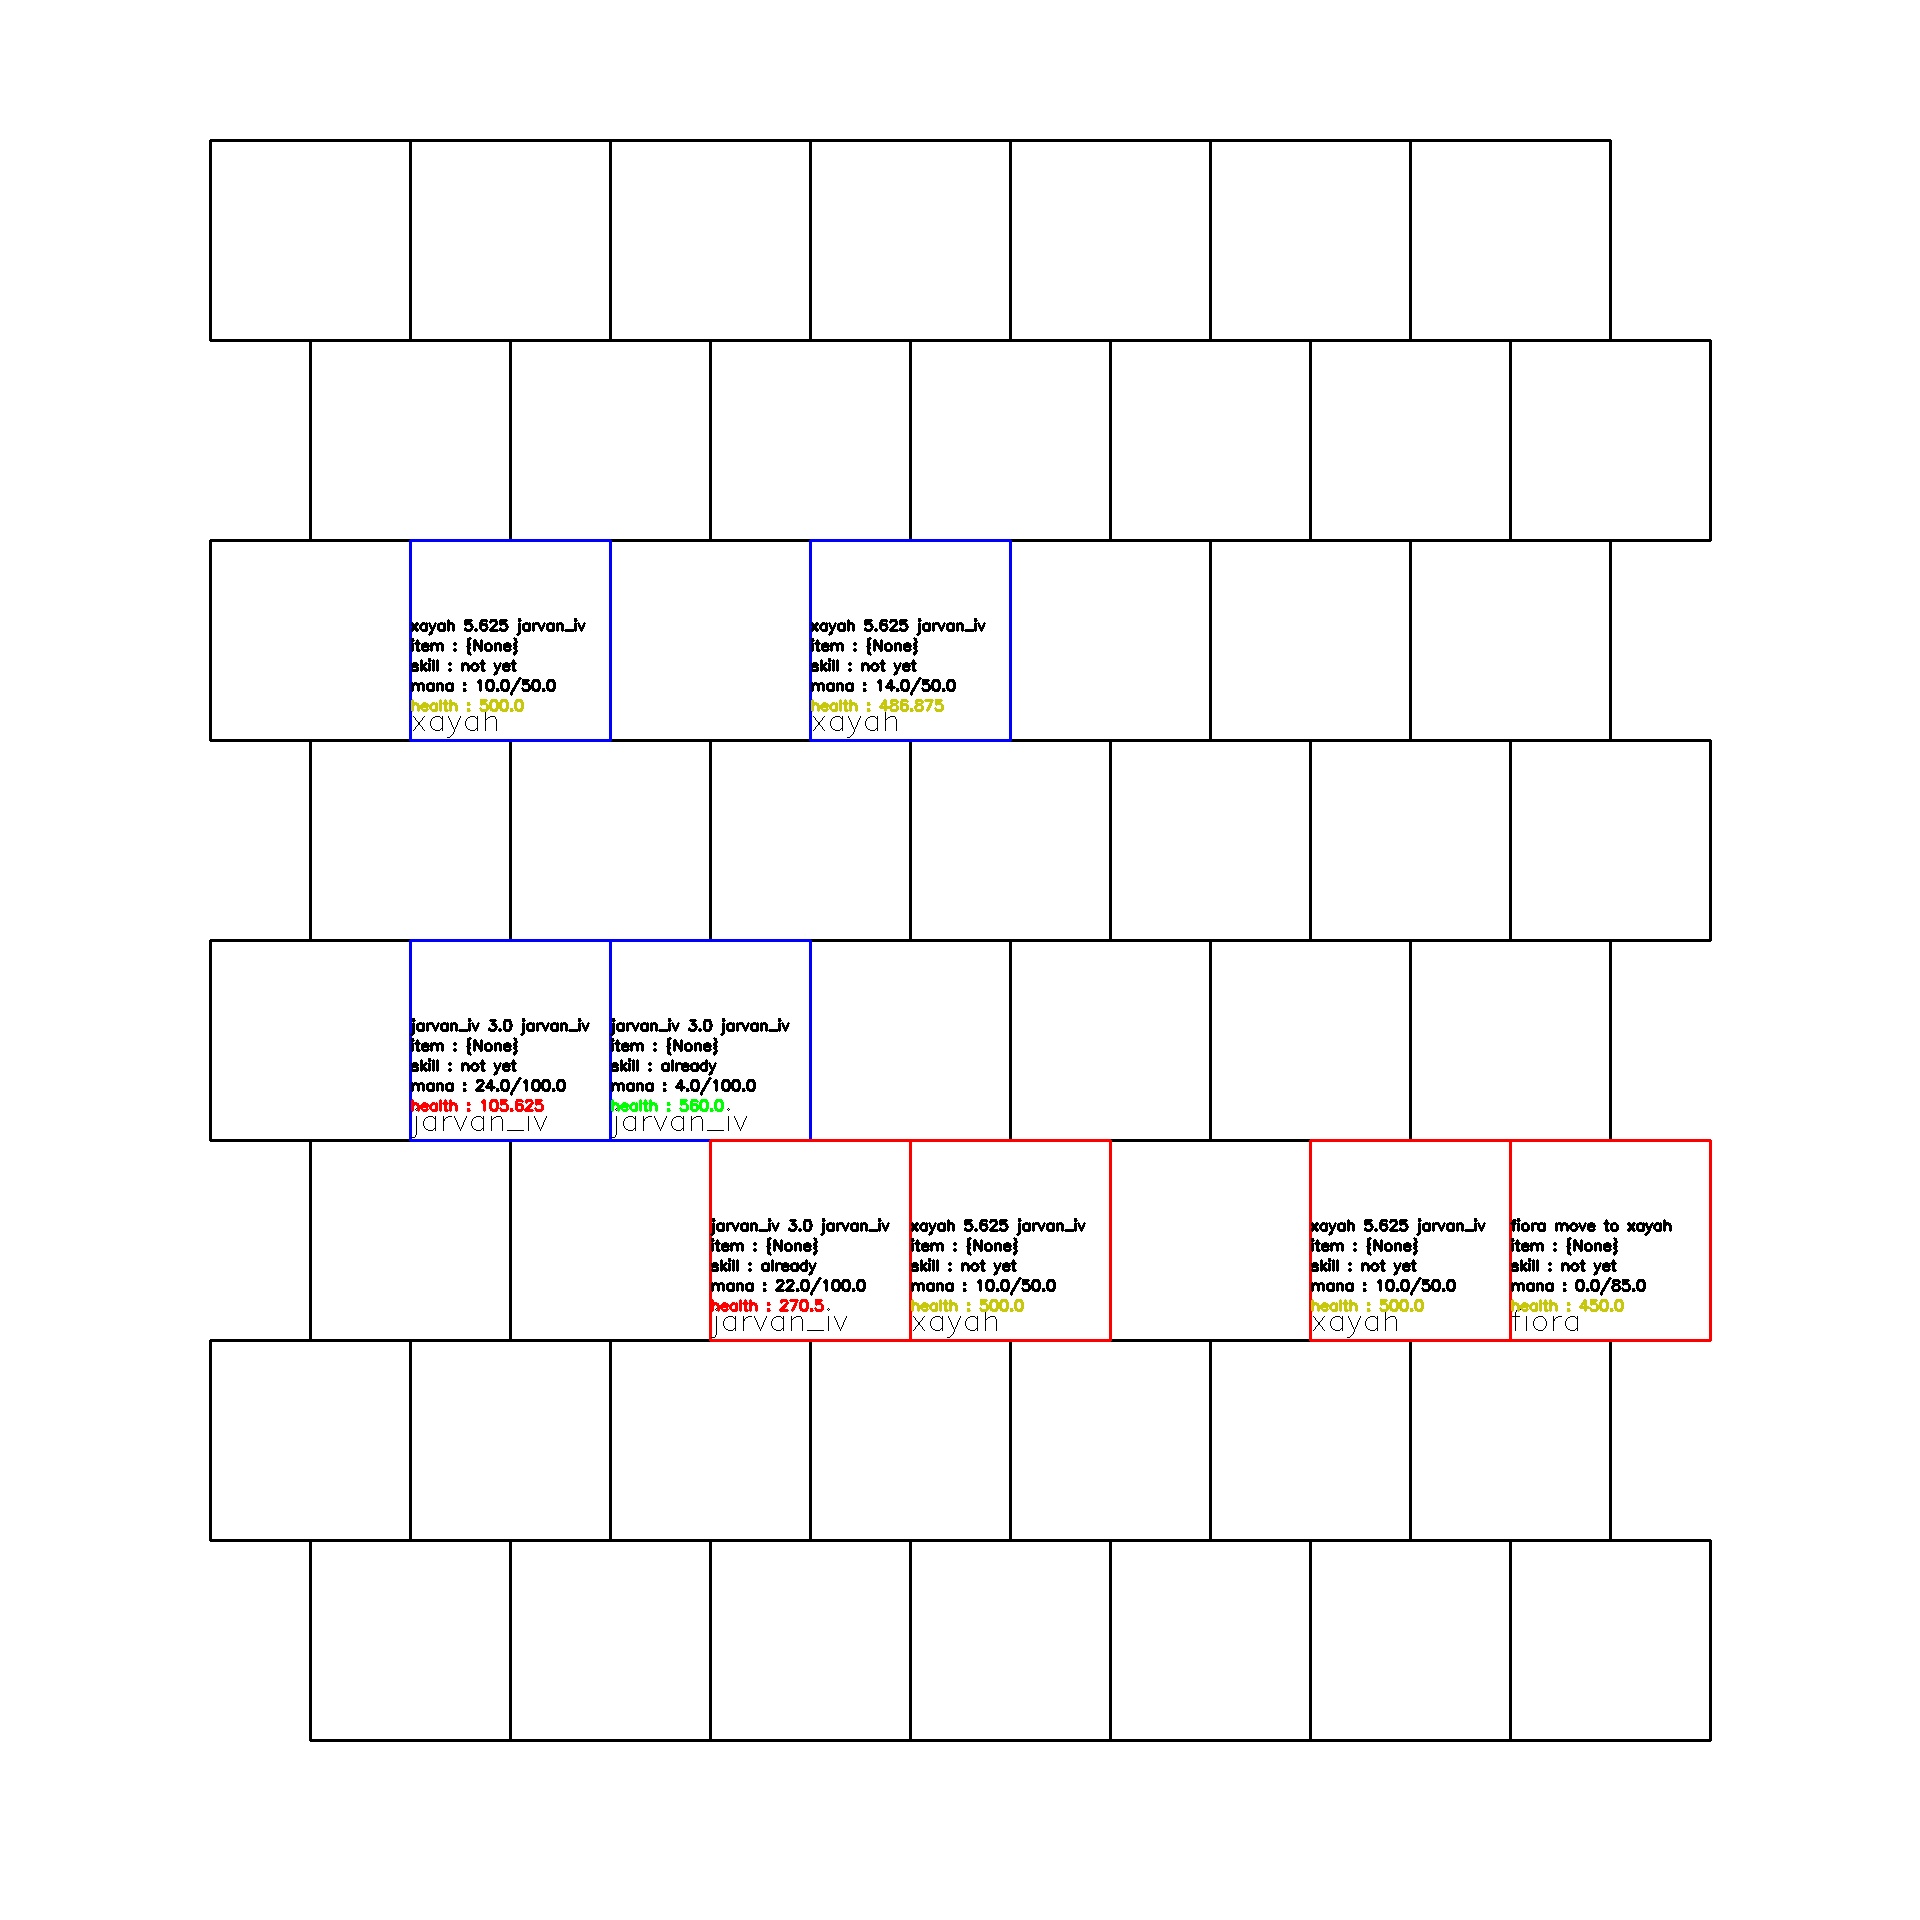 xayah 5.625 jarvan_iv
item : {None}
skill : not yet
mana : 10.0/50.0
health : 500.0
xayah
xayah 5.625 jarvan_iv
item : {None}
skill : not yet
mana : 14.0/50.0
health : 486.875
xayah
jarvan_iv 3.0 jarvan_iv
item : {None}
skill : not yet
mana : 24.0/100.0
health : 105.625
jarvan_iv
jarvan_iv 3.0 jarvan_iv
item : {None}
skill : already
mana : 4.0/100.0
health : 560.0
jarvan_iv
jarvan_iv 3.0 jarvan_iv
item : {None}
skill : already
mana : 22.0/100.0
health : 270.5
jarvan_iv
xayah 5.625 jarvan_iv
item : {None}
skill : not yet
mana : 10.0/50.0
health : 500.0
xayah
xayah 5.625 jarvan_iv
item : {None}
skill : not yet
mana : 10.0/50.0
health : 500.0
xayah
fiora move to xayah
item : {None}
skill : not yet
mana : 0.0/85.0
health : 450.0
fiora